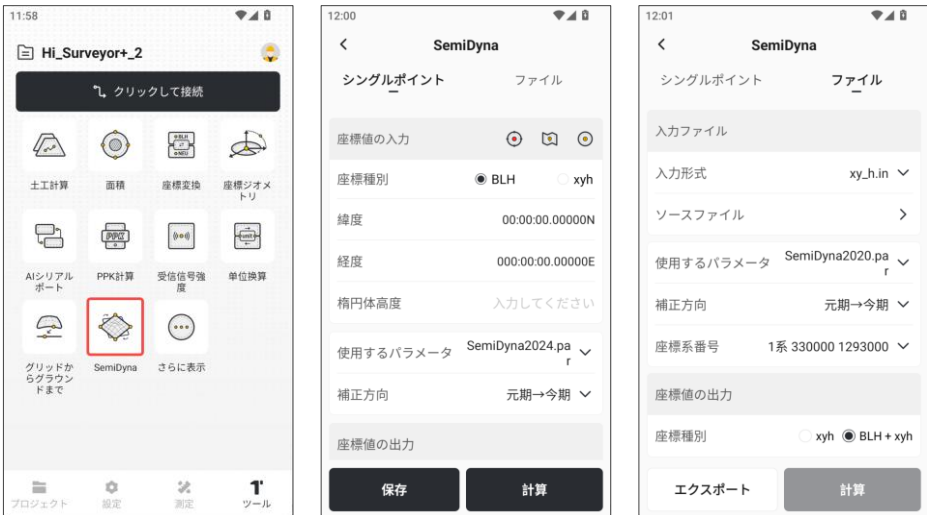 11:58
Hi_Surveyor+_2
クリックして接続
土工計算
面積
座標変換
座標ジオメ
トリ
AIシリアル
ポート
PPK計算
受信信号強
度
単位換算
グリッドか
らグラウン
ドまで
SemiDyna
さらに表示
プロジェクト
設定
測定
ツール
12:00
SemiDyna
シングルポイント
ファイル
座標値の入力
座標種別
BLH
xyh
緯度
00:00:00.00000N
経度
000:00:00.00000E
楕円体高度
入力してください
使用するパラメータ
SemiDyna2024.pa
r
補正方向
元期→今期
座標値の出力
保存
計算
12:01
SemiDyna
シングルポイント
ファイル
入力ファイル
入力形式
xy_h.in
ソースファイル
使用するパラメータ
SemiDyna2020.pa
r
補正方向
元期→今期
座標系番号
1系 330000 1293000
座標値の出力
座標種別
xyh
BLH + xyh
エクスポート
計算